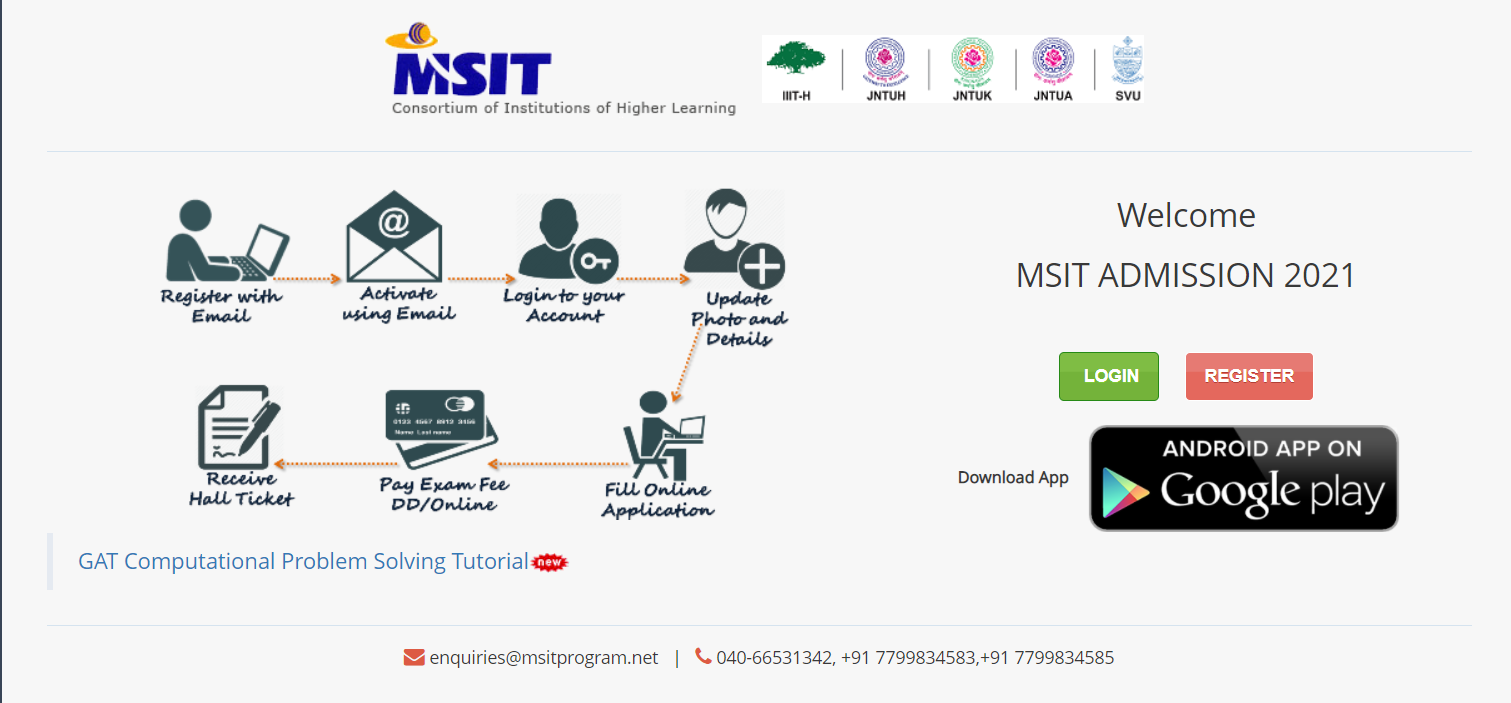 MSIT
Consortium of Institutions of Higher Learning
IIIT-H
JNTUH
JNTUK
JNTUA
SVU
Register with
Email
Activate
using Email
Login to your
Account
Update
Photo and
Details
Welcome
MSIT ADMISSION 2021
LOGIN
REGISTER
Receive
Hall Ticket
0123 4567 8912 3456
Name Last name
Pay Exam Fee
DD/Online
Fill Online
Application
Download App
ANDROID APP ON
Google play
GAT Computational Problem Solving Tutorial new
enquiries@msitprogram.net | 040-66531342, +91 7799834583,+91 7799834585